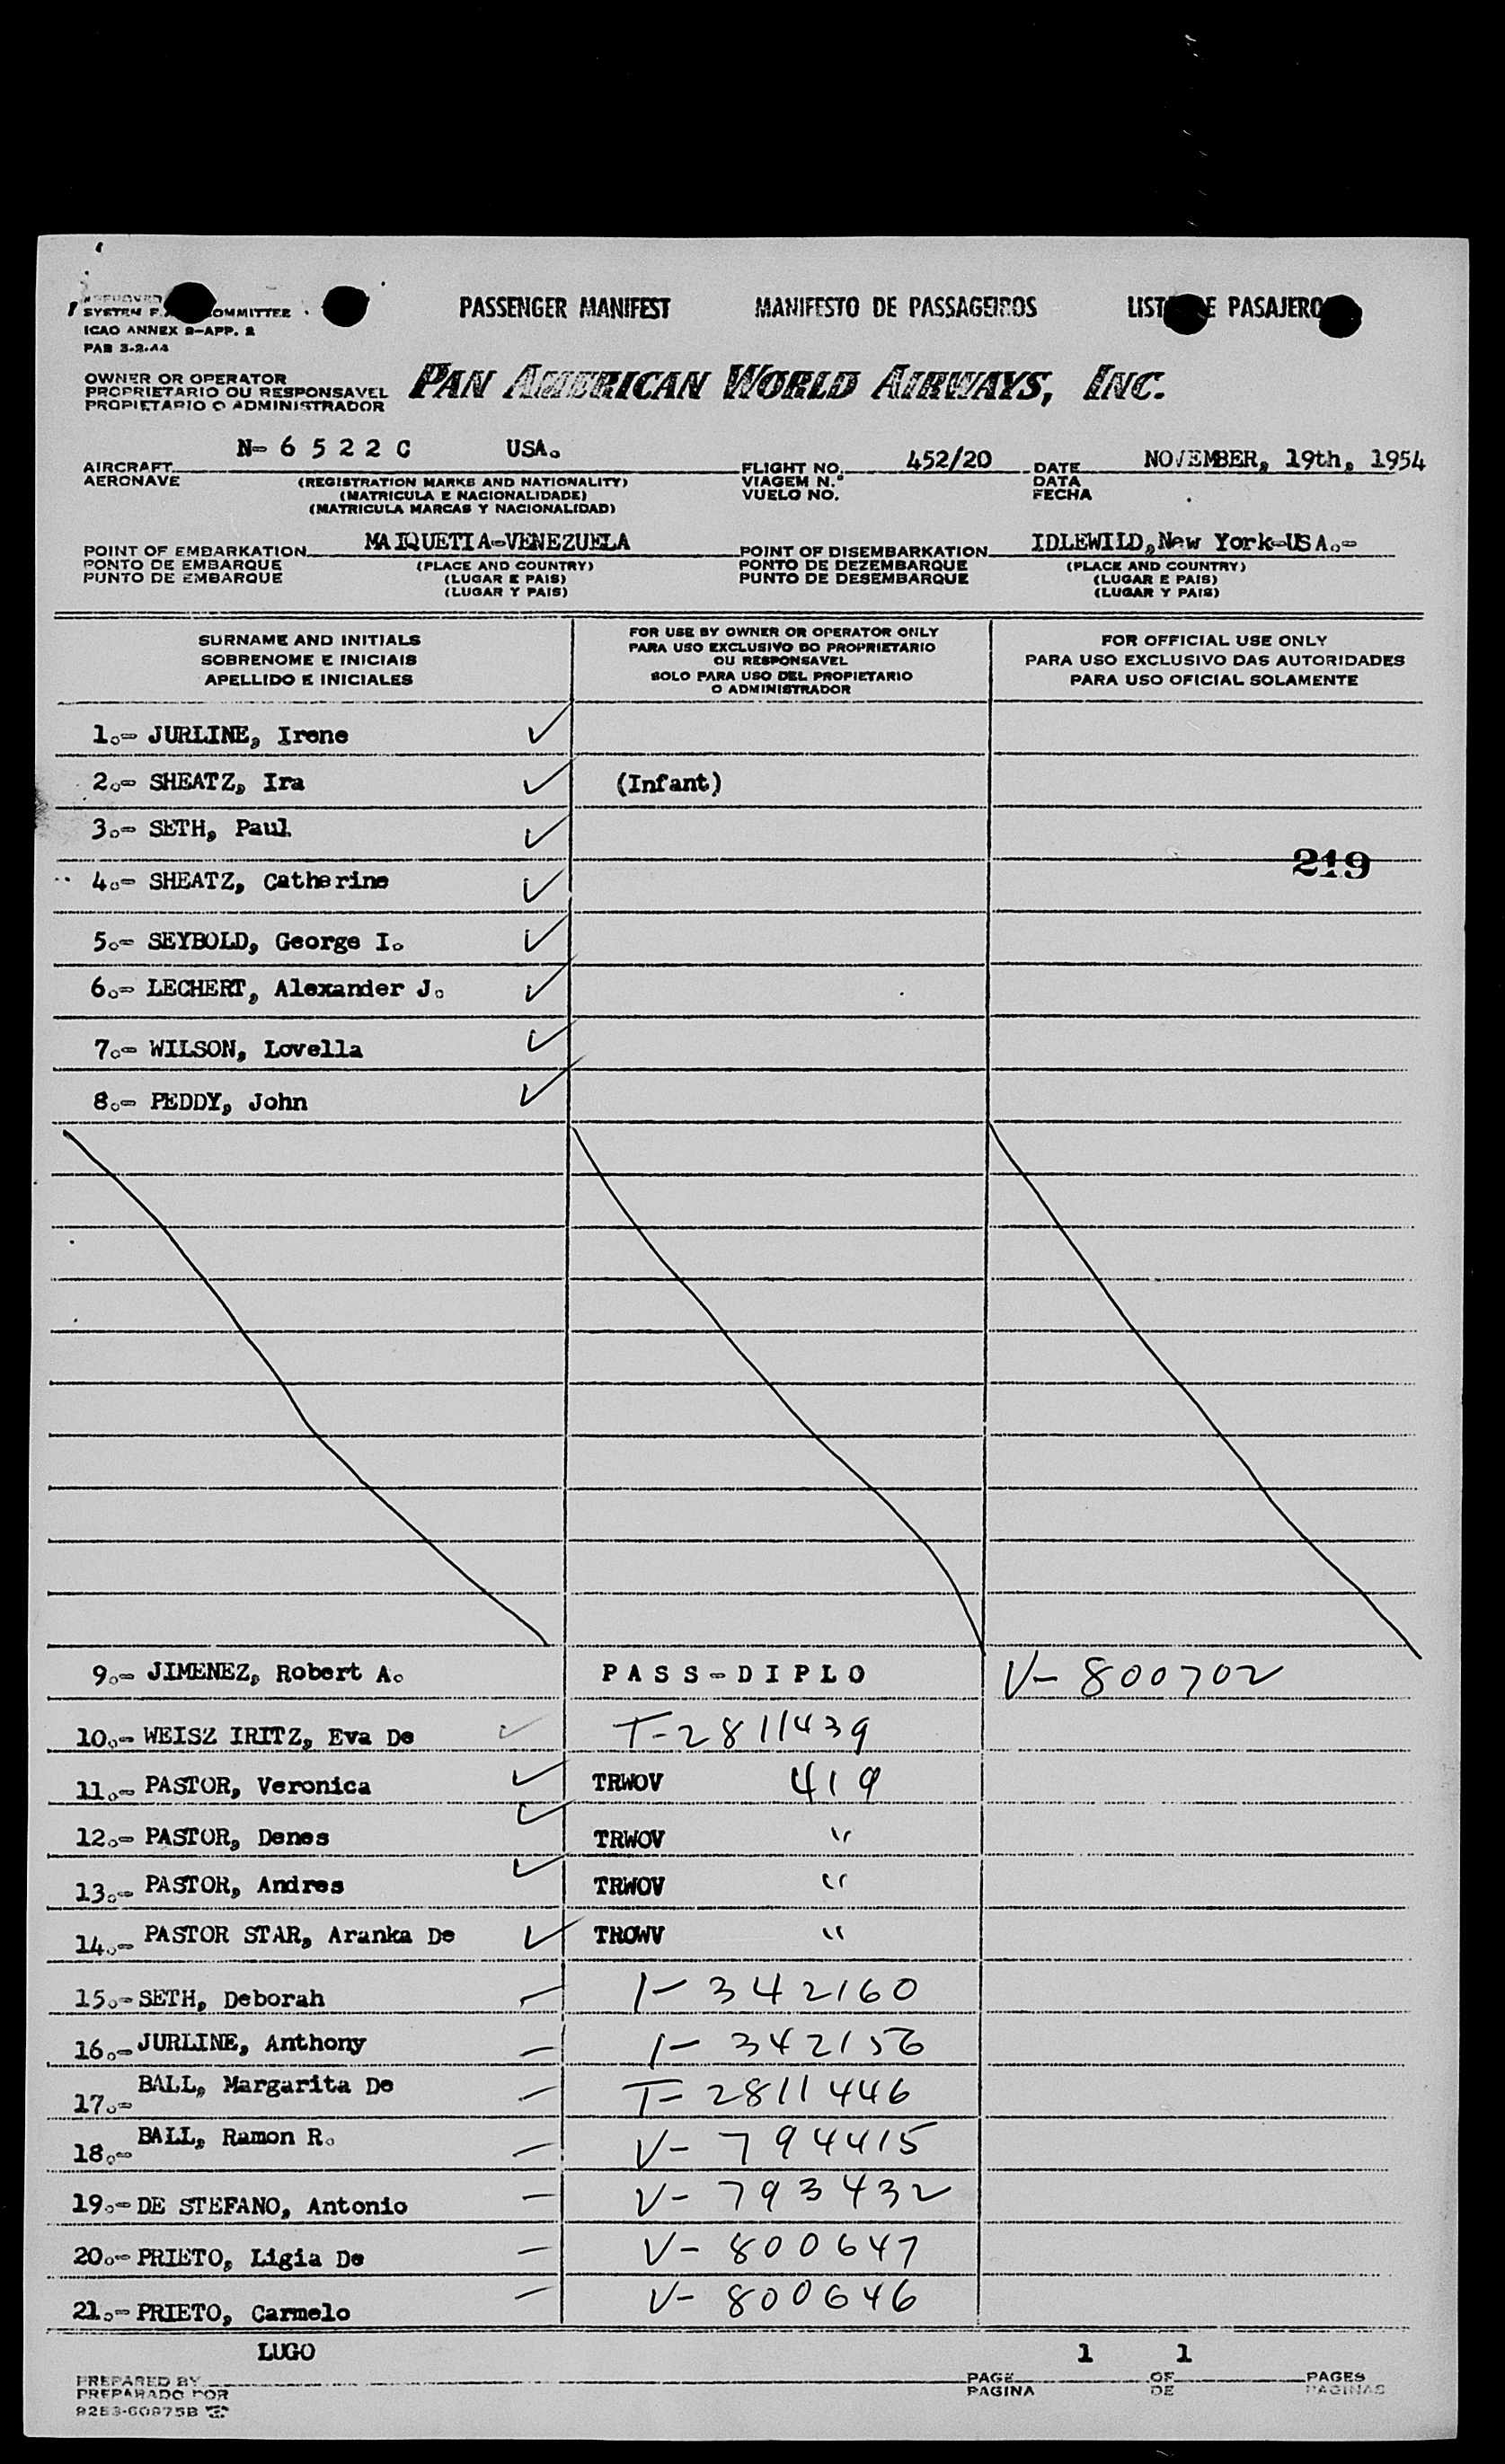 APPROVED
SYSTEM F. COMMITTEE
ICAO ANNEX 9-APP. 2
PAB 3-2-44
PASSENGER MANIFEST MANIFESTO DE PASSAGEIROS LISTA DE PASAJEROS
OWNER OR OPERATOR
PROPRIETARIO OU RESPONSAVEL
PROPIETARIO O ADMINISTRADOR
PAN AMERICAN WORLD AIRWAYS, INC.
AIRCRAFT N-6522C USA.
AERONAVE
(REGISTRATION MARKS AND NATIONALITY)
(MATRICULA E NACIONALIDADE)
(MATRICULA MARCAS Y NACIONALIDAD)
FLIGHT NO. 452/20
VIAGEM N.º
VUELO NO.
DATE NOVEMBER, 19th, 1954
DATA
FECHA
POINT OF EMBARKATION MAIQUETIA-VENEZUELA
PONTO DE EMBARQUE
PUNTO DE EMBARQUE
(PLACE AND COUNTRY)
(LUGAR E PAIS)
(LUGAR Y PAIS)
POINT OF DISEMBARKATION IDLEWILD,New York-USA.-
PONTO DE DEZEMBARQUE
PUNTO DE DESEMBARQUE
(PLACE AND COUNTRY)
(LUGAR E PAIS)
(LUGAR Y PAIS)
SURNAME AND INITIALS
SOBRENOME E INICIAIS
APELLIDO E INICIALES
FOR USE BY OWNER OR OPERATOR ONLY
PARA USO EXCLUSIVO DO PROPRIETARIO
OU RESPONSAVEL
SOLO PARA USO DEL PROPIETARIO
O ADMINISTRADOR
FOR OFFICIAL USE ONLY
PARA USO EXCLUSIVO DAS AUTORIDADES
PARA USO OFICIAL SOLAMENTE
1.- JURLINE, Irene
2.- SHEATZ, Ira (Infant)
3.- SETH, Paul
219
4.- SHEATZ, Catherine
5.- SEYBOLD, George I.
6.- LECHERT, Alexander J.
7.- WILSON, Lovella
8.- PEDDY, John
9.- JIMENEZ, Robert A. PASS-DIPLO V- 800702
10.- WEISZ IRITZ, Eva De T-2811439
11.- PASTOR, Veronica TRWOV 419
12.- PASTOR, Denes TRWOV "
13.- PASTOR, Andres TRWOV "
14.- PASTOR STAR, Aranka De TROWV "
15.- SETH, Deborah I- 342160
16.- JURLINE, Anthony I- 342156
17.- BALL, Margarita De T- 2811446
18.- BALL, Ramon R. V- 794415
19.- DE STEFANO, Antonio V- 793432
20.- PRIETO, Ligia De V- 800647
21.- PRIETO, Carmelo V- 800646
PREPARED BY LUGO
PREPARADO POR
PAGE 1 OF 1 PAGES
PAGINA DE PAGINAS